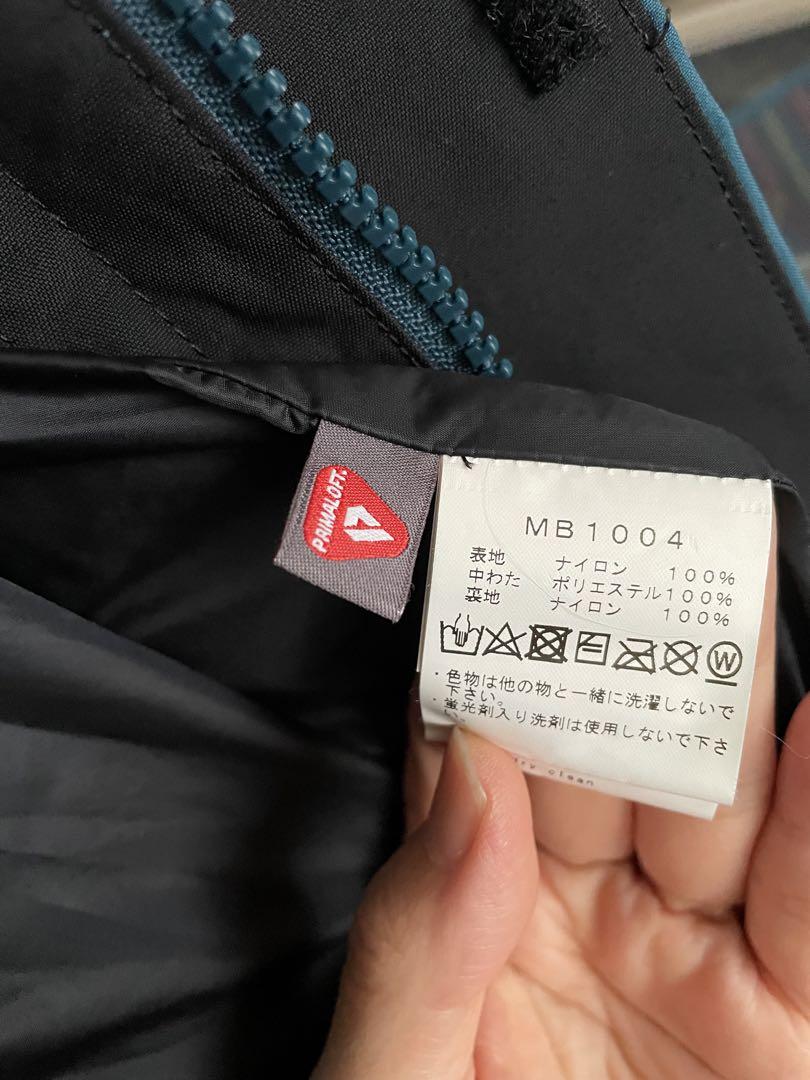 PRIMALOFT®
MB1004
表地 ナイロン 100%
中わた ポリエステル100%
裏地 ナイロン 100%
W
・色物は他の物と一緒に洗濯しないで
下さい。
・蛍光剤入り洗剤は使用しないで下さ
い。
dry clean